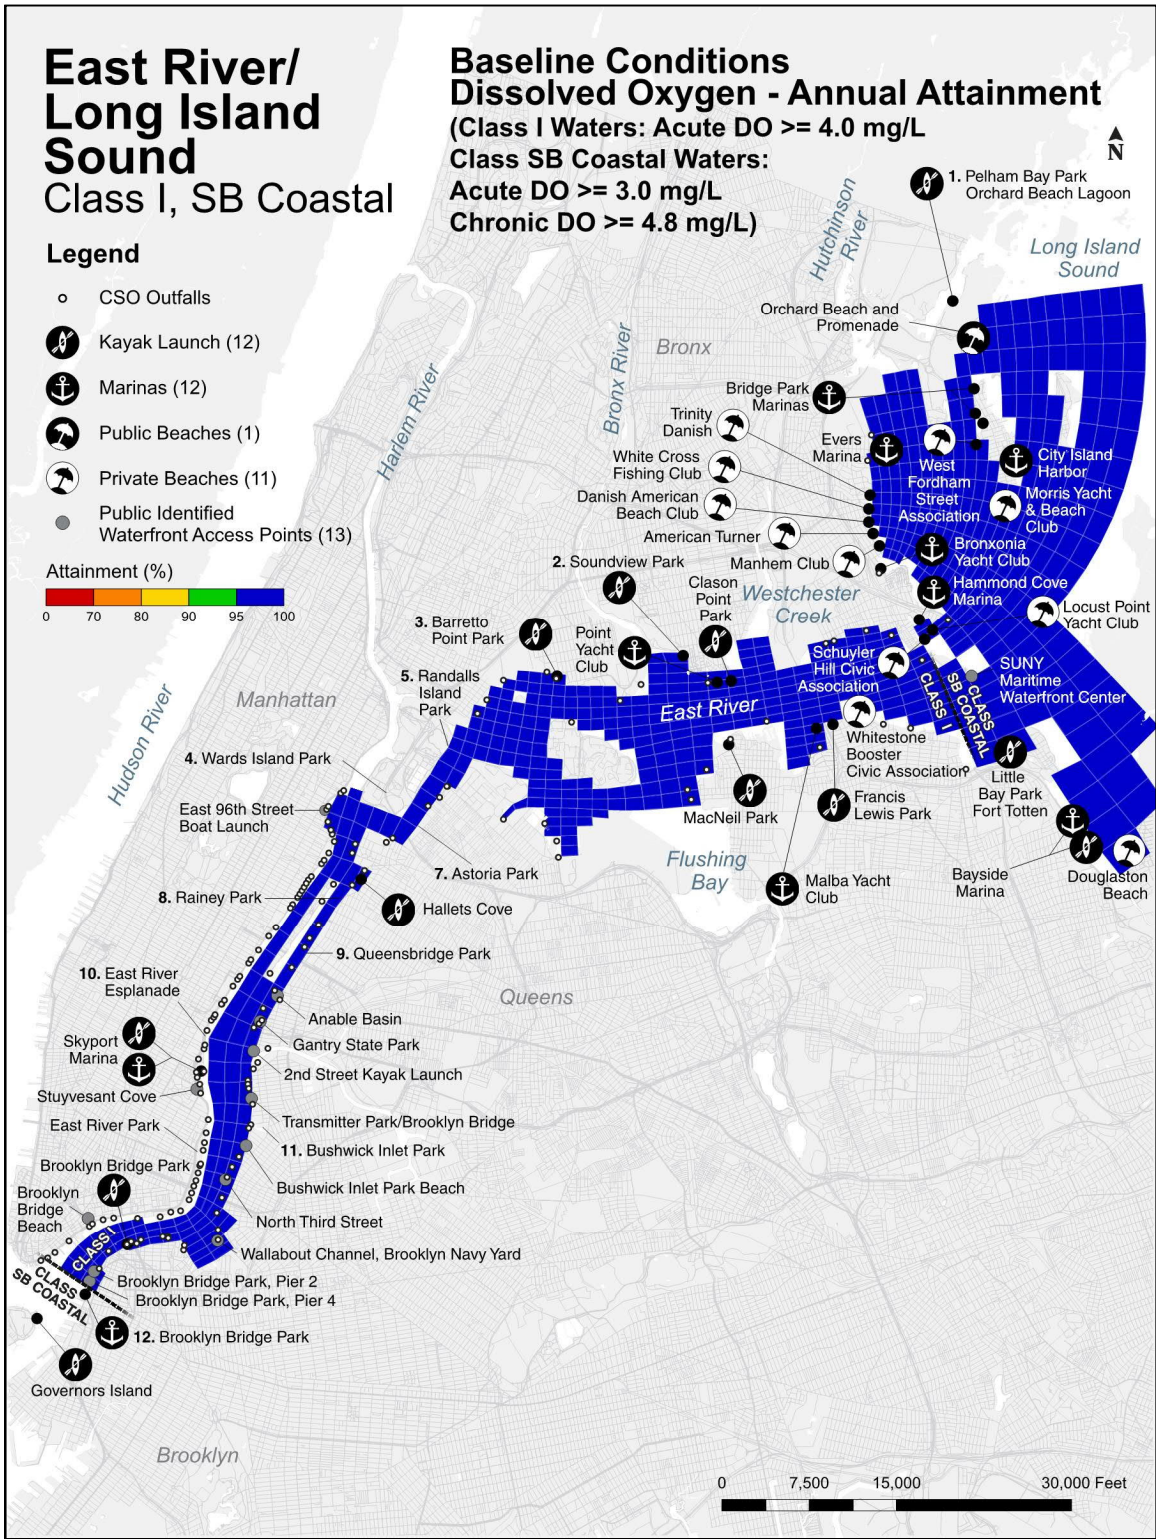 East River/
Long Island
Sound
Class I, SB Coastal
Baseline Conditions
Dissolved Oxygen - Annual Attainment
(Class I Waters: Acute DO >= 4.0 mg/L
Class SB Coastal Waters:
Acute DO >= 3.0 mg/L
Chronic DO >= 4.8 mg/L)
N
Legend
CSO Outfalls
Kayak Launch (12)
Marinas (12)
Public Beaches (1)
Private Beaches (11)
Public Identified
Waterfront Access Points (13)
Attainment (%)
0 70 80 90 95 100
1. Pelham Bay Park
Orchard Beach Lagoon
Hutchinson
River
Long Island
Sound
Orchard Beach and
Promenade
Bronx
Bronx River
Harlem River
Bridge Park
Marinas
Trinity
Danish
Evers
Marina
White Cross
Fishing Club
West
Fordham
Street
Association
City Island
Harbor
Danish American
Beach Club
Morris Yacht
& Beach
Club
American Turner
Bronxonia
Yacht Club
Manhem Club
2. Soundview Park
Clason
Point
Park
Westchester
Creek
Hammond Cove
Marina
Locust Point
Yacht Club
3. Barretto
Point Park
Point
Yacht
Club
Schuyler
Hill Civic
Association
SUNY
Maritime
Waterfront Center
5. Randalls
Island
Park
East River
CLASS I
CLASS
SB COASTAL
Manhattan
Hudson River
4. Wards Island Park
Whitestone
Booster
Civic Association
Little
Bay Park
Fort Totten
East 96th Street
Boat Launch
MacNeil Park
Francis
Lewis Park
Flushing
Bay
7. Astoria Park
Malba Yacht
Club
Bayside
Marina
Douglaston
Beach
8. Rainey Park
Hallets Cove
9. Queensbridge Park
10. East River
Esplanade
Queens
Anable Basin
Skyport
Marina
Gantry State Park
2nd Street Kayak Launch
Stuyvesant Cove
Transmitter Park/Brooklyn Bridge
East River Park
11. Bushwick Inlet Park
Brooklyn Bridge Park
Bushwick Inlet Park Beach
Brooklyn
Bridge
Beach
North Third Street
CLASS I
Wallabout Channel, Brooklyn Navy Yard
CLASS
SB COASTAL
Brooklyn Bridge Park, Pier 2
Brooklyn Bridge Park, Pier 4
12. Brooklyn Bridge Park
Governors Island
Brooklyn
0 7,500 15,000 30,000 Feet